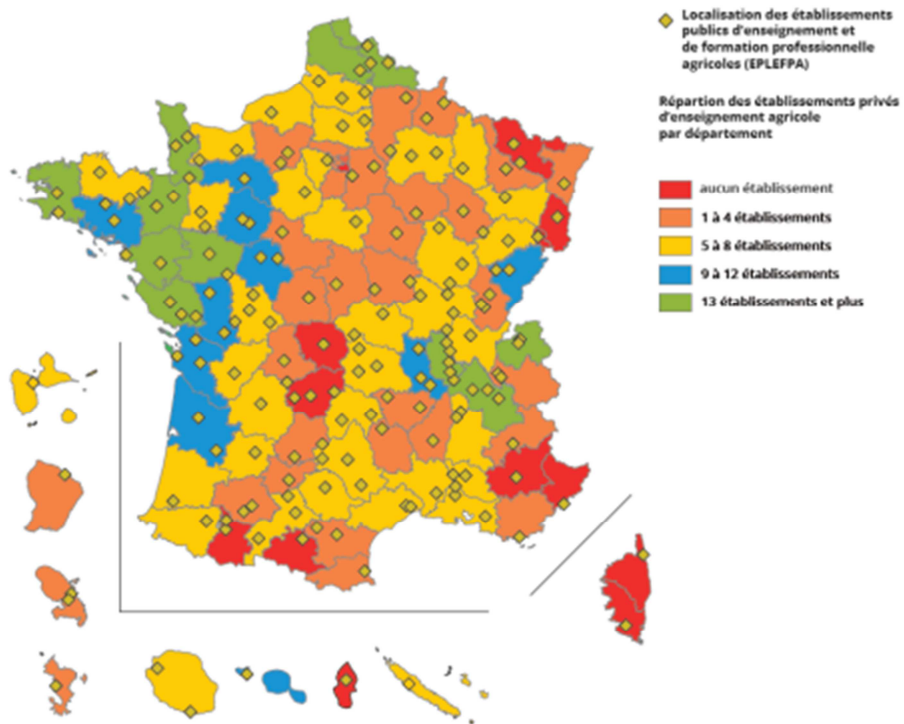 Localisation des établissements
publics d'enseignement et
de formation professionnelle
agricoles (EPLEFPA)
Répartion des établissements privés
d'enseignement agricole
par département
aucun établissement
1 à 4 établissements
5 à 8 établissements
9 à 12 établissements
13 établissements et plus